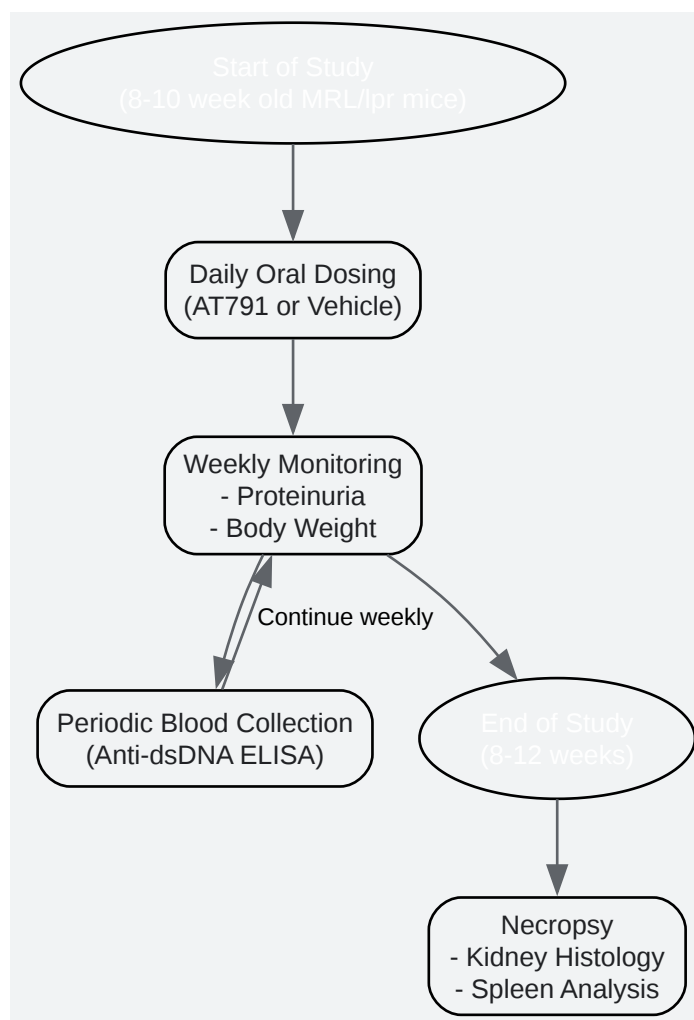 Start of Study
(8-10 week old MRL/lpr mice)
Daily Oral Dosing
(AT791 or Vehicle)
Weekly Monitoring
- Proteinuria
- Body Weight
Continue weekly
Periodic Blood Collection
(Anti-dsDNA ELISA)
End of Study
(8-12 weeks)
Necropsy
- Kidney Histology
- Spleen Analysis